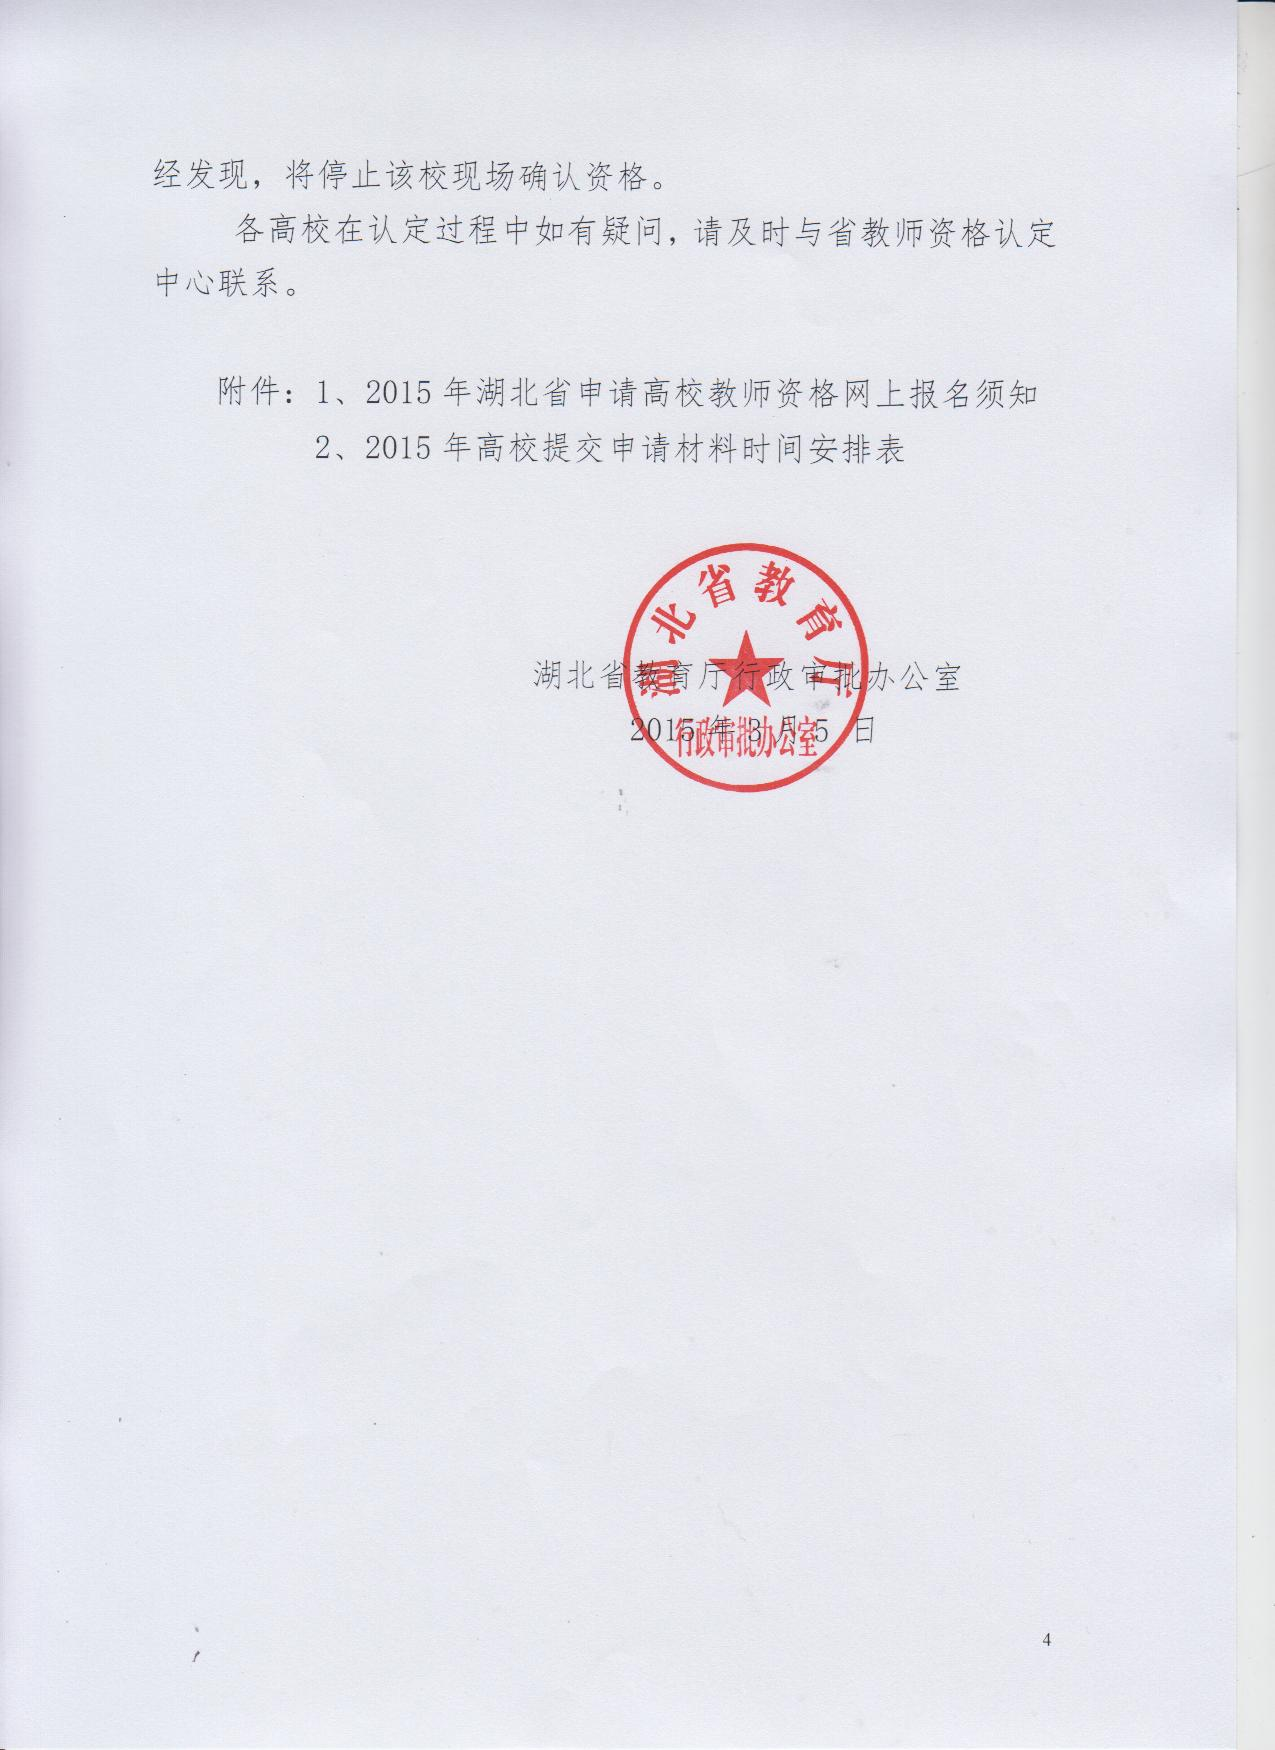 经发现，将停止该校现场确认资格。
各高校在认定过程中如有疑问，请及时与省教师资格认定
中心联系。
附件：1、2015年湖北省申请高校教师资格网上报名须知
2、2015年高校提交申请材料时间安排表
湖北省教育厅
湖北省教育厅行政审批办公室
2015 年 3 月 5 日
行政审批办公室
4